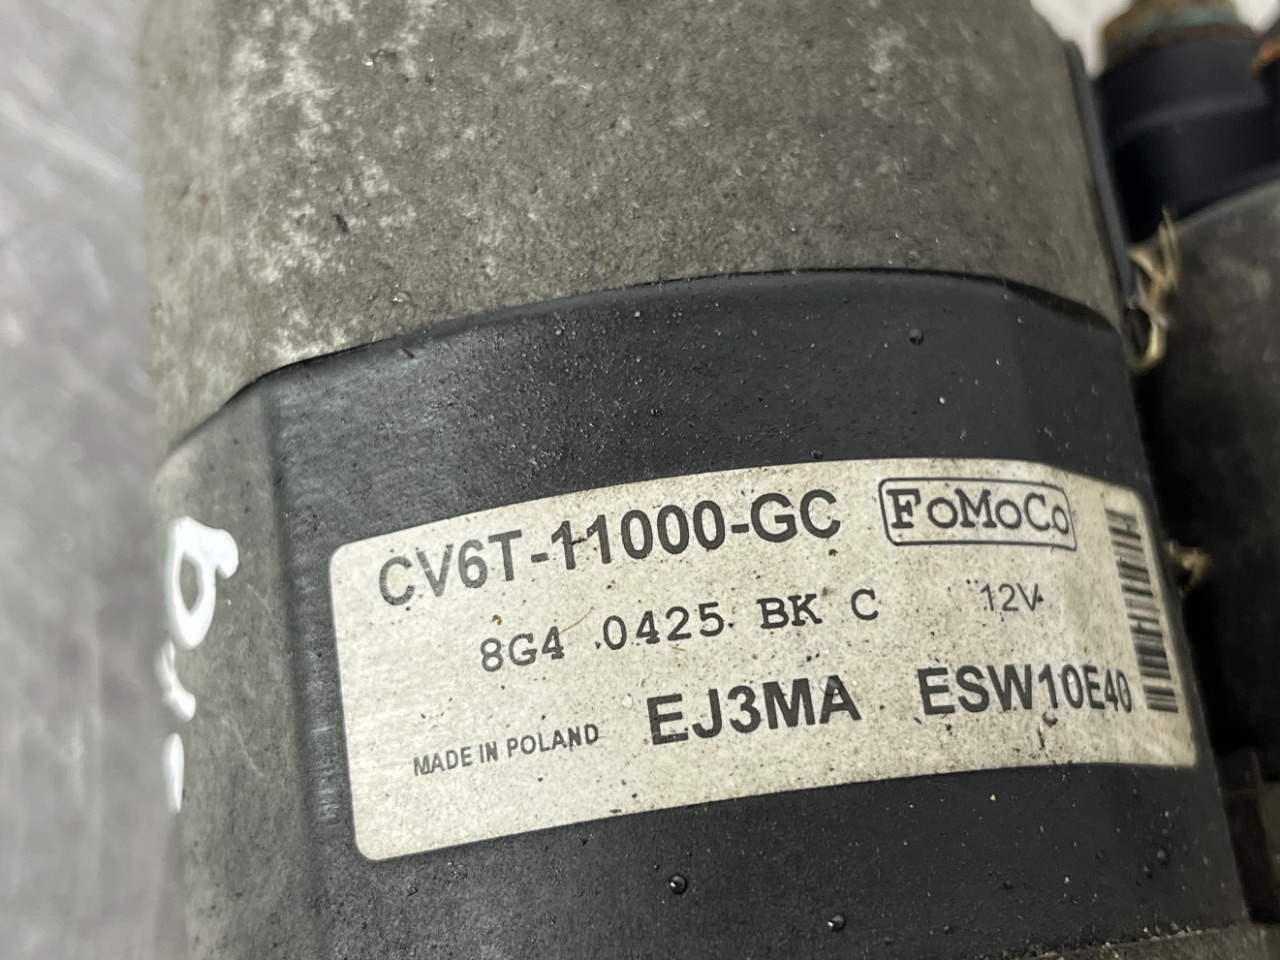 CV6T-11000-GC FoMoCo
8G4 .0425. BK C 12V
MADE IN POLAND EJ3MA ESW10E40